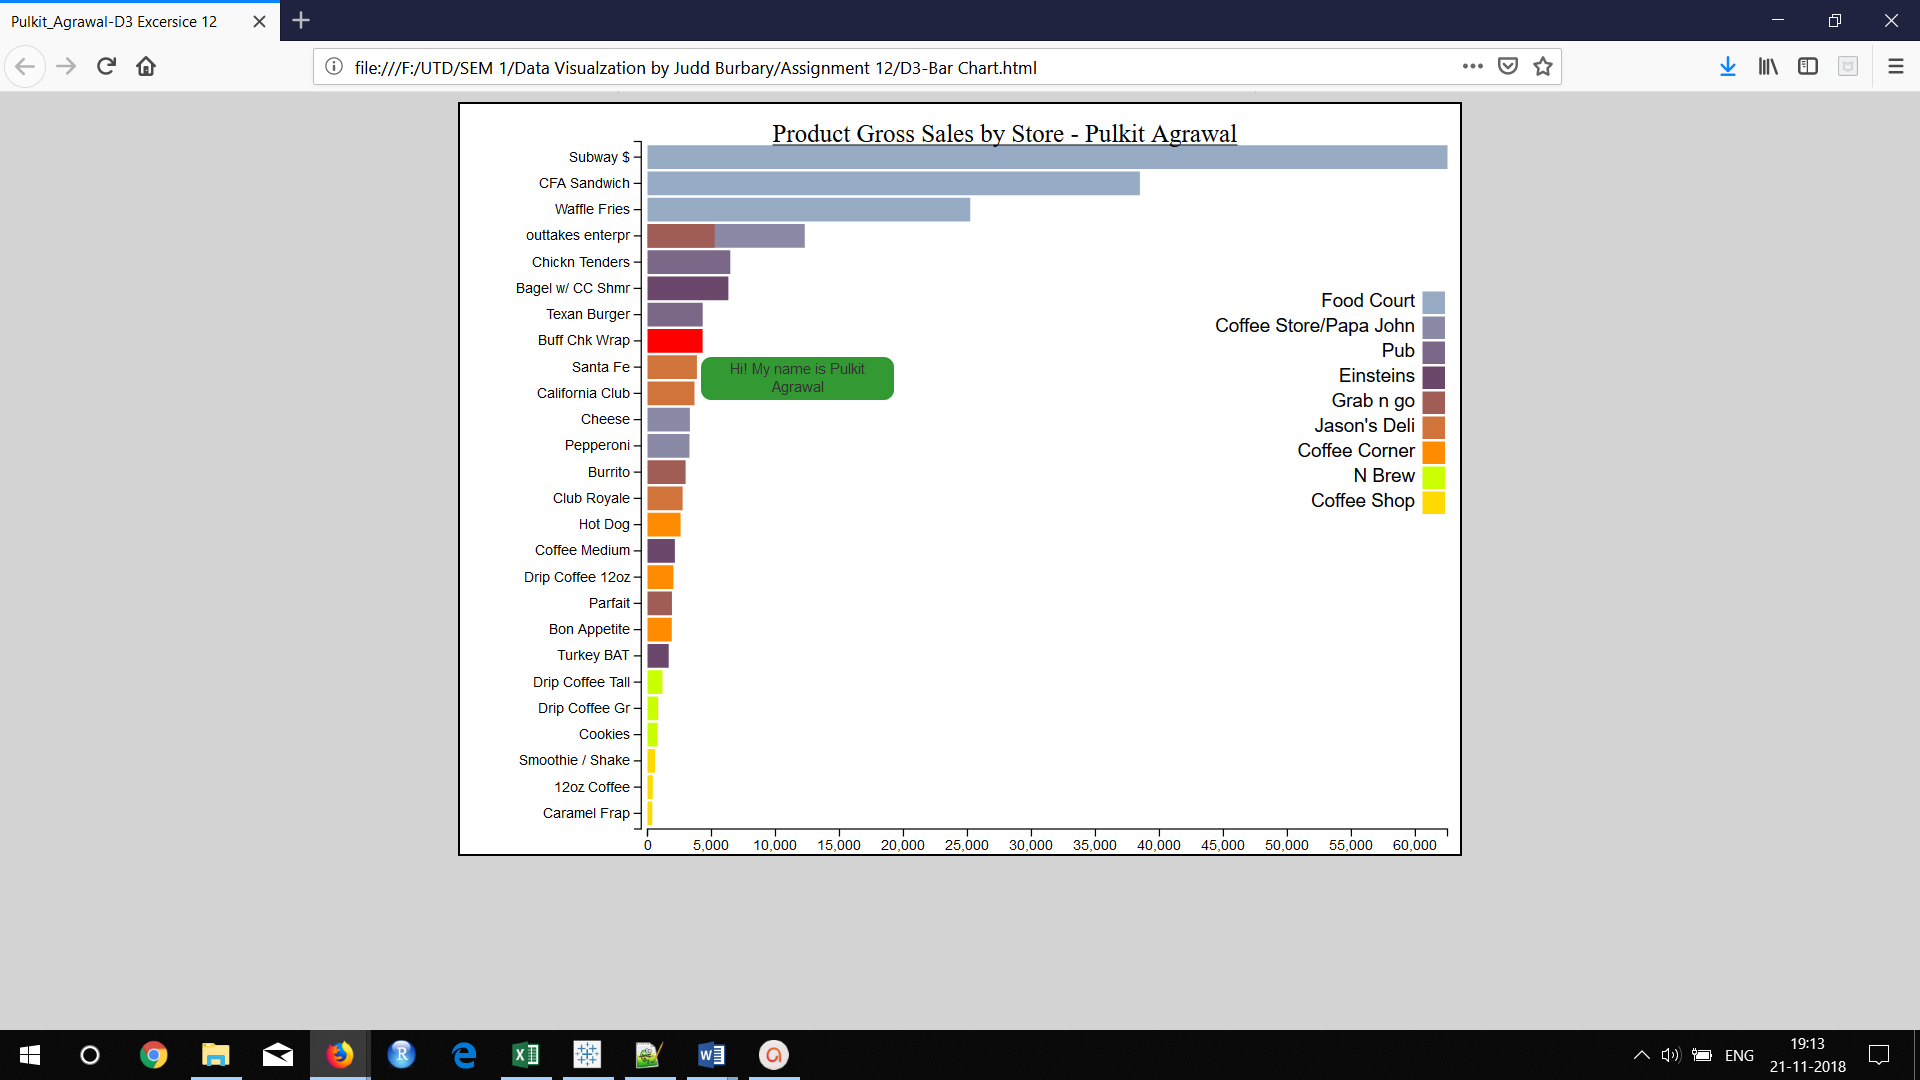 Pulkit_Agrawal-D3 Excersice 12
file:///F:/UTD/SEM 1/Data Visualzation by Judd Burbary/Assignment 12/D3-Bar Chart.html
Product Gross Sales by Store - Pulkit Agrawal
Subway $
CFA Sandwich
Waffle Fries
outtakes enterpr
Chickn Tenders
Bagel w/ CC Shmr
Texan Burger
Buff Chk Wrap
Santa Fe
California Club
Cheese
Pepperoni
Burrito
Club Royale
Hot Dog
Coffee Medium
Drip Coffee 12oz
Parfait
Bon Appetite
Turkey BAT
Drip Coffee Tall
Drip Coffee Gr
Cookies
Smoothie / Shake
12oz Coffee
Caramel Frap
Hi! My name is Pulkit
Agrawal
Food Court
Coffee Store/Papa John
Pub
Einsteins
Grab n go
Jason's Deli
Coffee Corner
N Brew
Coffee Shop
0 5,000 10,000 15,000 20,000 25,000 30,000 35,000 40,000 45,000 50,000 55,000 60,000
ENG
19:13
21-11-2018